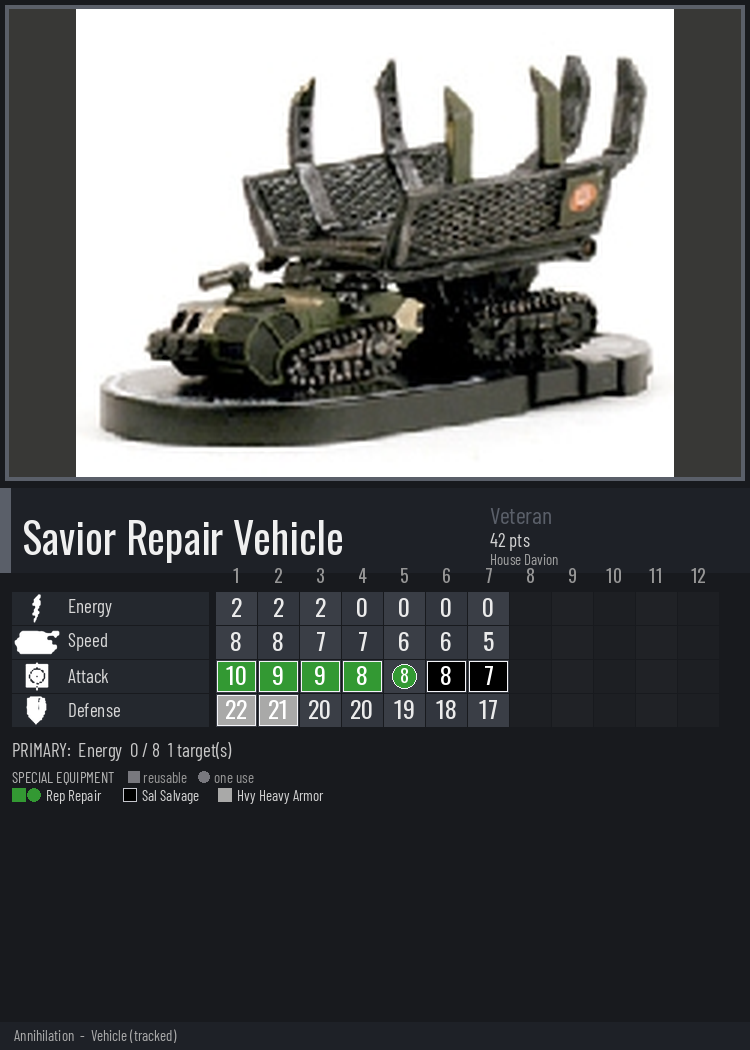 Savior Repair Vehicle
Veteran
42 pts
House Davion
1 2 3 4 5 6 7 8 9 10 11 12
Energy 2 2 2 0 0 0 0
Speed 8 8 7 7 6 6 5
Attack 10 9 9 8 8 8 7
Defense 22 21 20 20 19 18 17
PRIMARY: Energy 0 / 8 1 target(s)
SPECIAL EQUIPMENT reusable one use
Rep Repair Sal Salvage Hvy Heavy Armor
Annihilation - Vehicle (tracked)